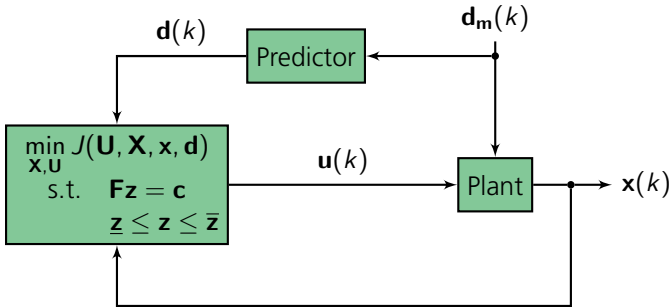 d(k)
d_m(k)
Predictor
min J(U, X, x, d)
X,U
s.t. Fz = c
z̲ ≤ z ≤ z̅
u(k)
Plant
x(k)